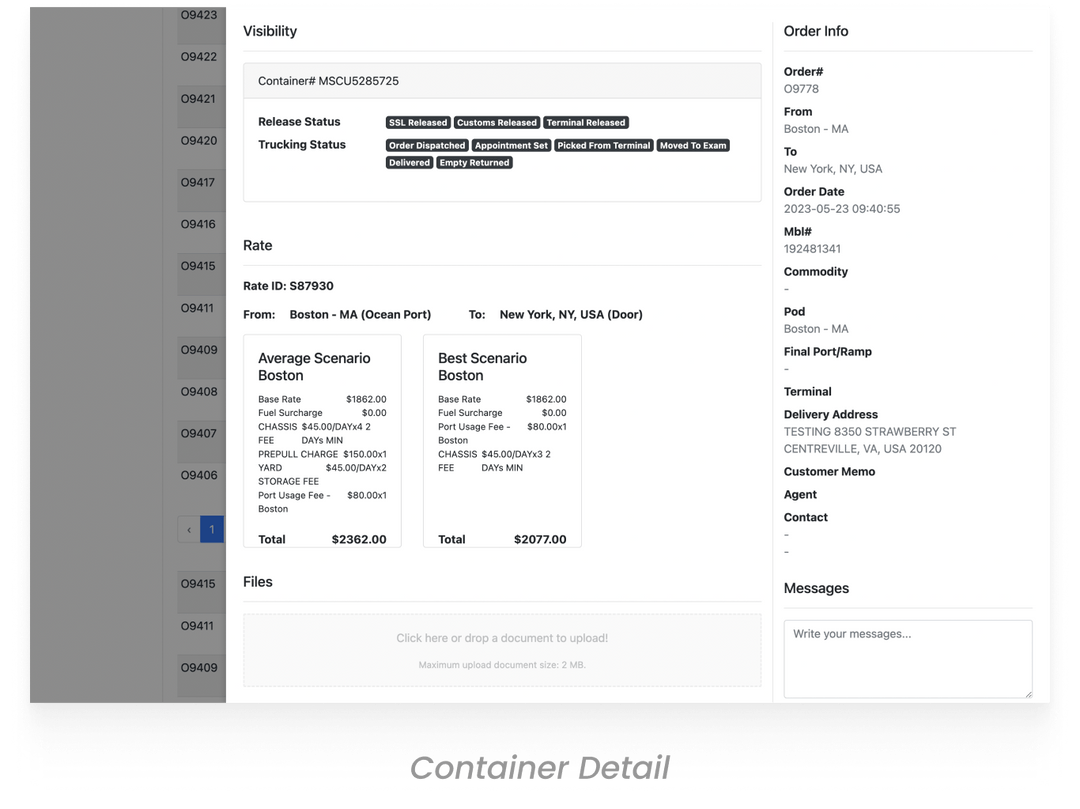 O9423
O9422
O9421
O9420
O9417
O9416
O9415
O9411
O9409
O9408
O9407
O9406
‹ 1
O9415
O9411
O9409
Visibility
Container# MSCU5285725
Release Status SSL Released Customs Released Terminal Released
Trucking Status Order Dispatched Appointment Set Picked From Terminal Moved To Exam
Delivered Empty Returned
Rate
Rate ID: S87930
From: Boston - MA (Ocean Port) To: New York, NY, USA (Door)
Average Scenario
Boston
Base Rate $1862.00
Fuel Surcharge $0.00
CHASSIS $45.00/DAYx4 2
FEE DAYs MIN
PREPULL CHARGE $150.00x1
YARD $45.00/DAYx2
STORAGE FEE
Port Usage Fee - $80.00x1
Boston
Total $2362.00
Best Scenario
Boston
Base Rate $1862.00
Fuel Surcharge $0.00
Port Usage Fee - $80.00x1
Boston
CHASSIS $45.00/DAYx3 2
FEE DAYs MIN
Total $2077.00
Files
Click here or drop a document to upload!
Maximum upload document size: 2 MB.
Order Info
Order#
O9778
From
Boston - MA
To
New York, NY, USA
Order Date
2023-05-23 09:40:55
Mbl#
192481341
Commodity
-
Pod
Boston - MA
Final Port/Ramp
-
Terminal
Delivery Address
TESTING 8350 STRAWBERRY ST
CENTREVILLE, VA, USA 20120
Customer Memo
Agent
Contact
-
-
Messages
Write your messages...
Container Detail